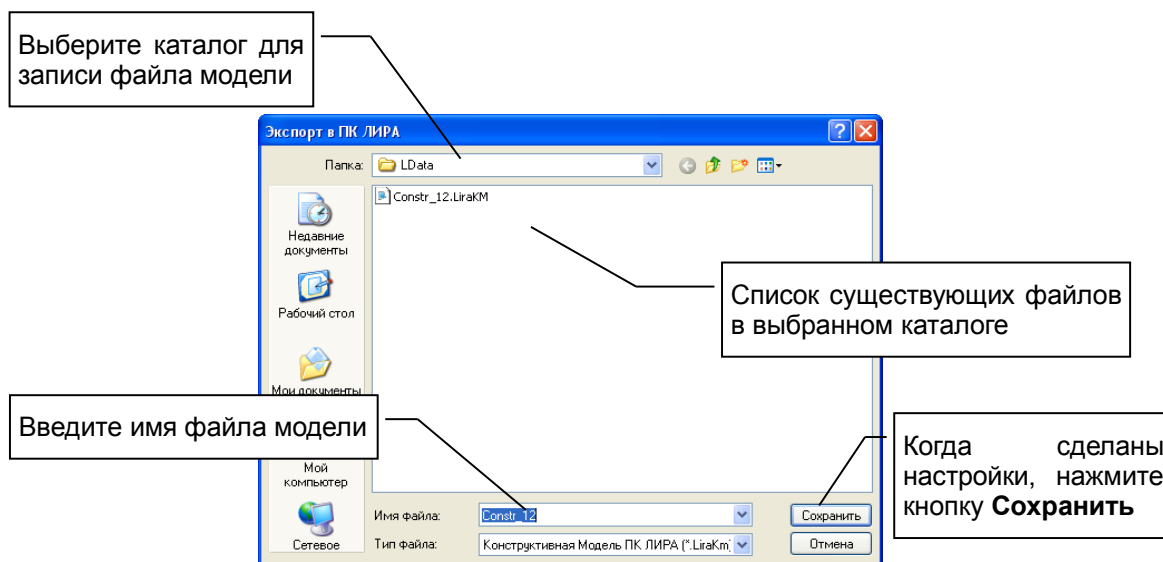 Выберите каталог для
записи файла модели
Экспорт в ПК ЛИРА
Папка:
LData
Constr_12.LiraKM
Недавние
документы
Рабочий стол
Мои документы
Список существующих файлов
в выбранном каталоге
Введите имя файла модели
Мой
компьютер
Когда сделаны
настройки, нажмите
кнопку Сохранить
Имя файла:
Constr_12
Сохранить
Сетевое
Тип файла:
Конструктивная Модель ПК ЛИРА (*.LiraKm)
Отмена